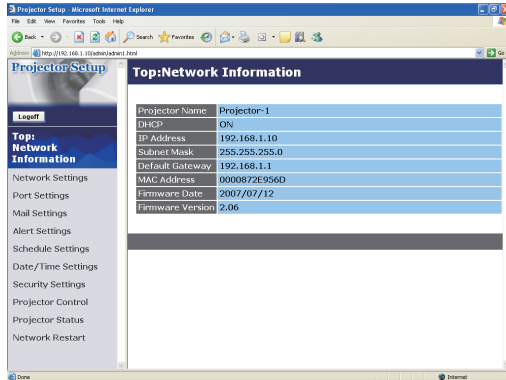 Projector Setup - Microsoft Internet Explorer
File Edit View Favorites Tools Help
Back Search Favorites
Address http://192.168.1.10/admin/admin1.html Go
Projector Setup
Logoff
Top:
Network
Information
Network Settings
Port Settings
Mail Settings
Alert Settings
Schedule Settings
Date/Time Settings
Security Settings
Projector Control
Projector Status
Network Restart
Top:Network Information
Projector Name Projector-1
DHCP ON
IP Address 192.168.1.10
Subnet Mask 255.255.255.0
Default Gateway 192.168.1.1
MAC Address 0000872E956D
Firmware Date 2007/07/12
Firmware Version 2.06
Done Internet